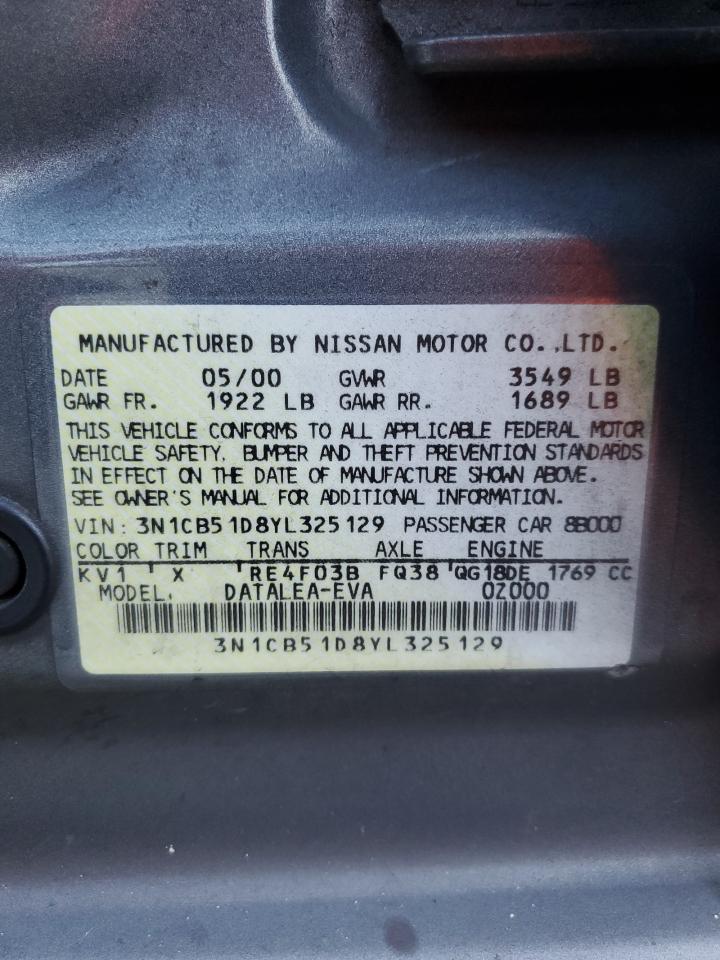 MANUFACTURED BY NISSAN MOTOR CO.,LTD.
DATE 05/00 GVWR 3549 LB
GAWR FR. 1922 LB GAWR RR. 1689 LB
THIS VEHICLE CONFORMS TO ALL APPLICABLE FEDERAL MOTOR
VEHICLE SAFETY. BUMPER AND THEFT PREVENTION STANDARDS
IN EFFECT ON THE DATE OF MANUFACTURE SHOWN ABOVE.
SEE OWNER'S MANUAL FOR ADDITIONAL INFORMATION.
VIN: 3N1CB51D8YL325129 PASSENGER CAR 8B000
COLOR TRIM TRANS AXLE ENGINE
KV1 X RE4F03B FQ38 QG18DE 1769 CC
MODEL. DATALEA-EVA 0Z000
3N1CB51D8YL325129